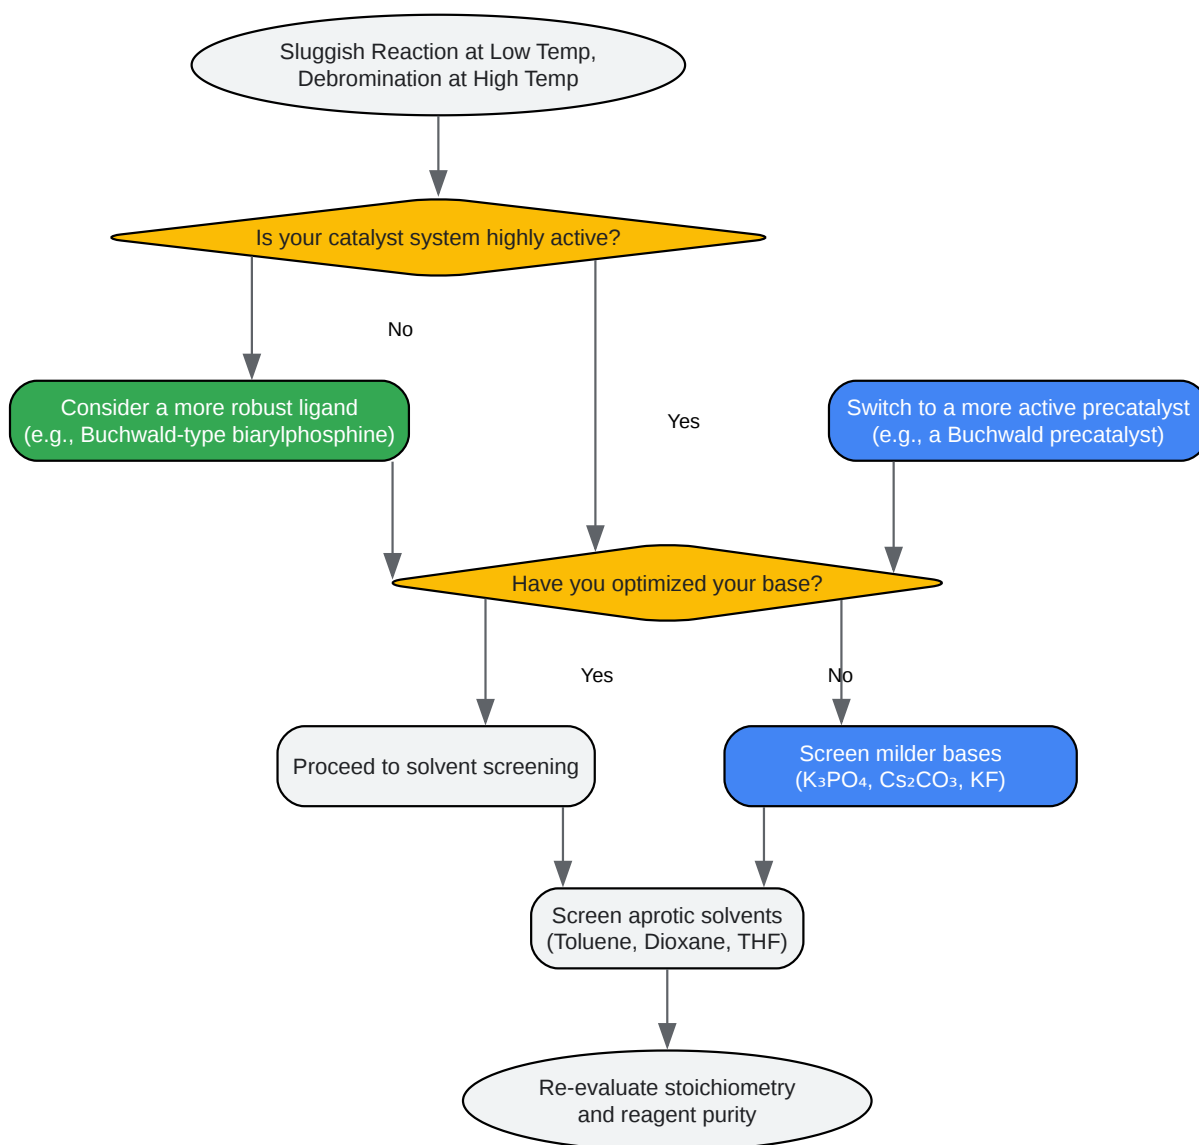 Sluggish Reaction at Low Temp,
Debromination at High Temp
Is your catalyst system highly active?
No
Consider a more robust ligand
(e.g., Buchwald-type biarylphosphine)
Yes
Switch to a more active precatalyst
(e.g., a Buchwald precatalyst)
Have you optimized your base?
Yes
No
Proceed to solvent screening
Screen milder bases
(K₃PO₄, Cs₂CO₃, KF)
Screen aprotic solvents
(Toluene, Dioxane, THF)
Re-evaluate stoichiometry
and reagent purity